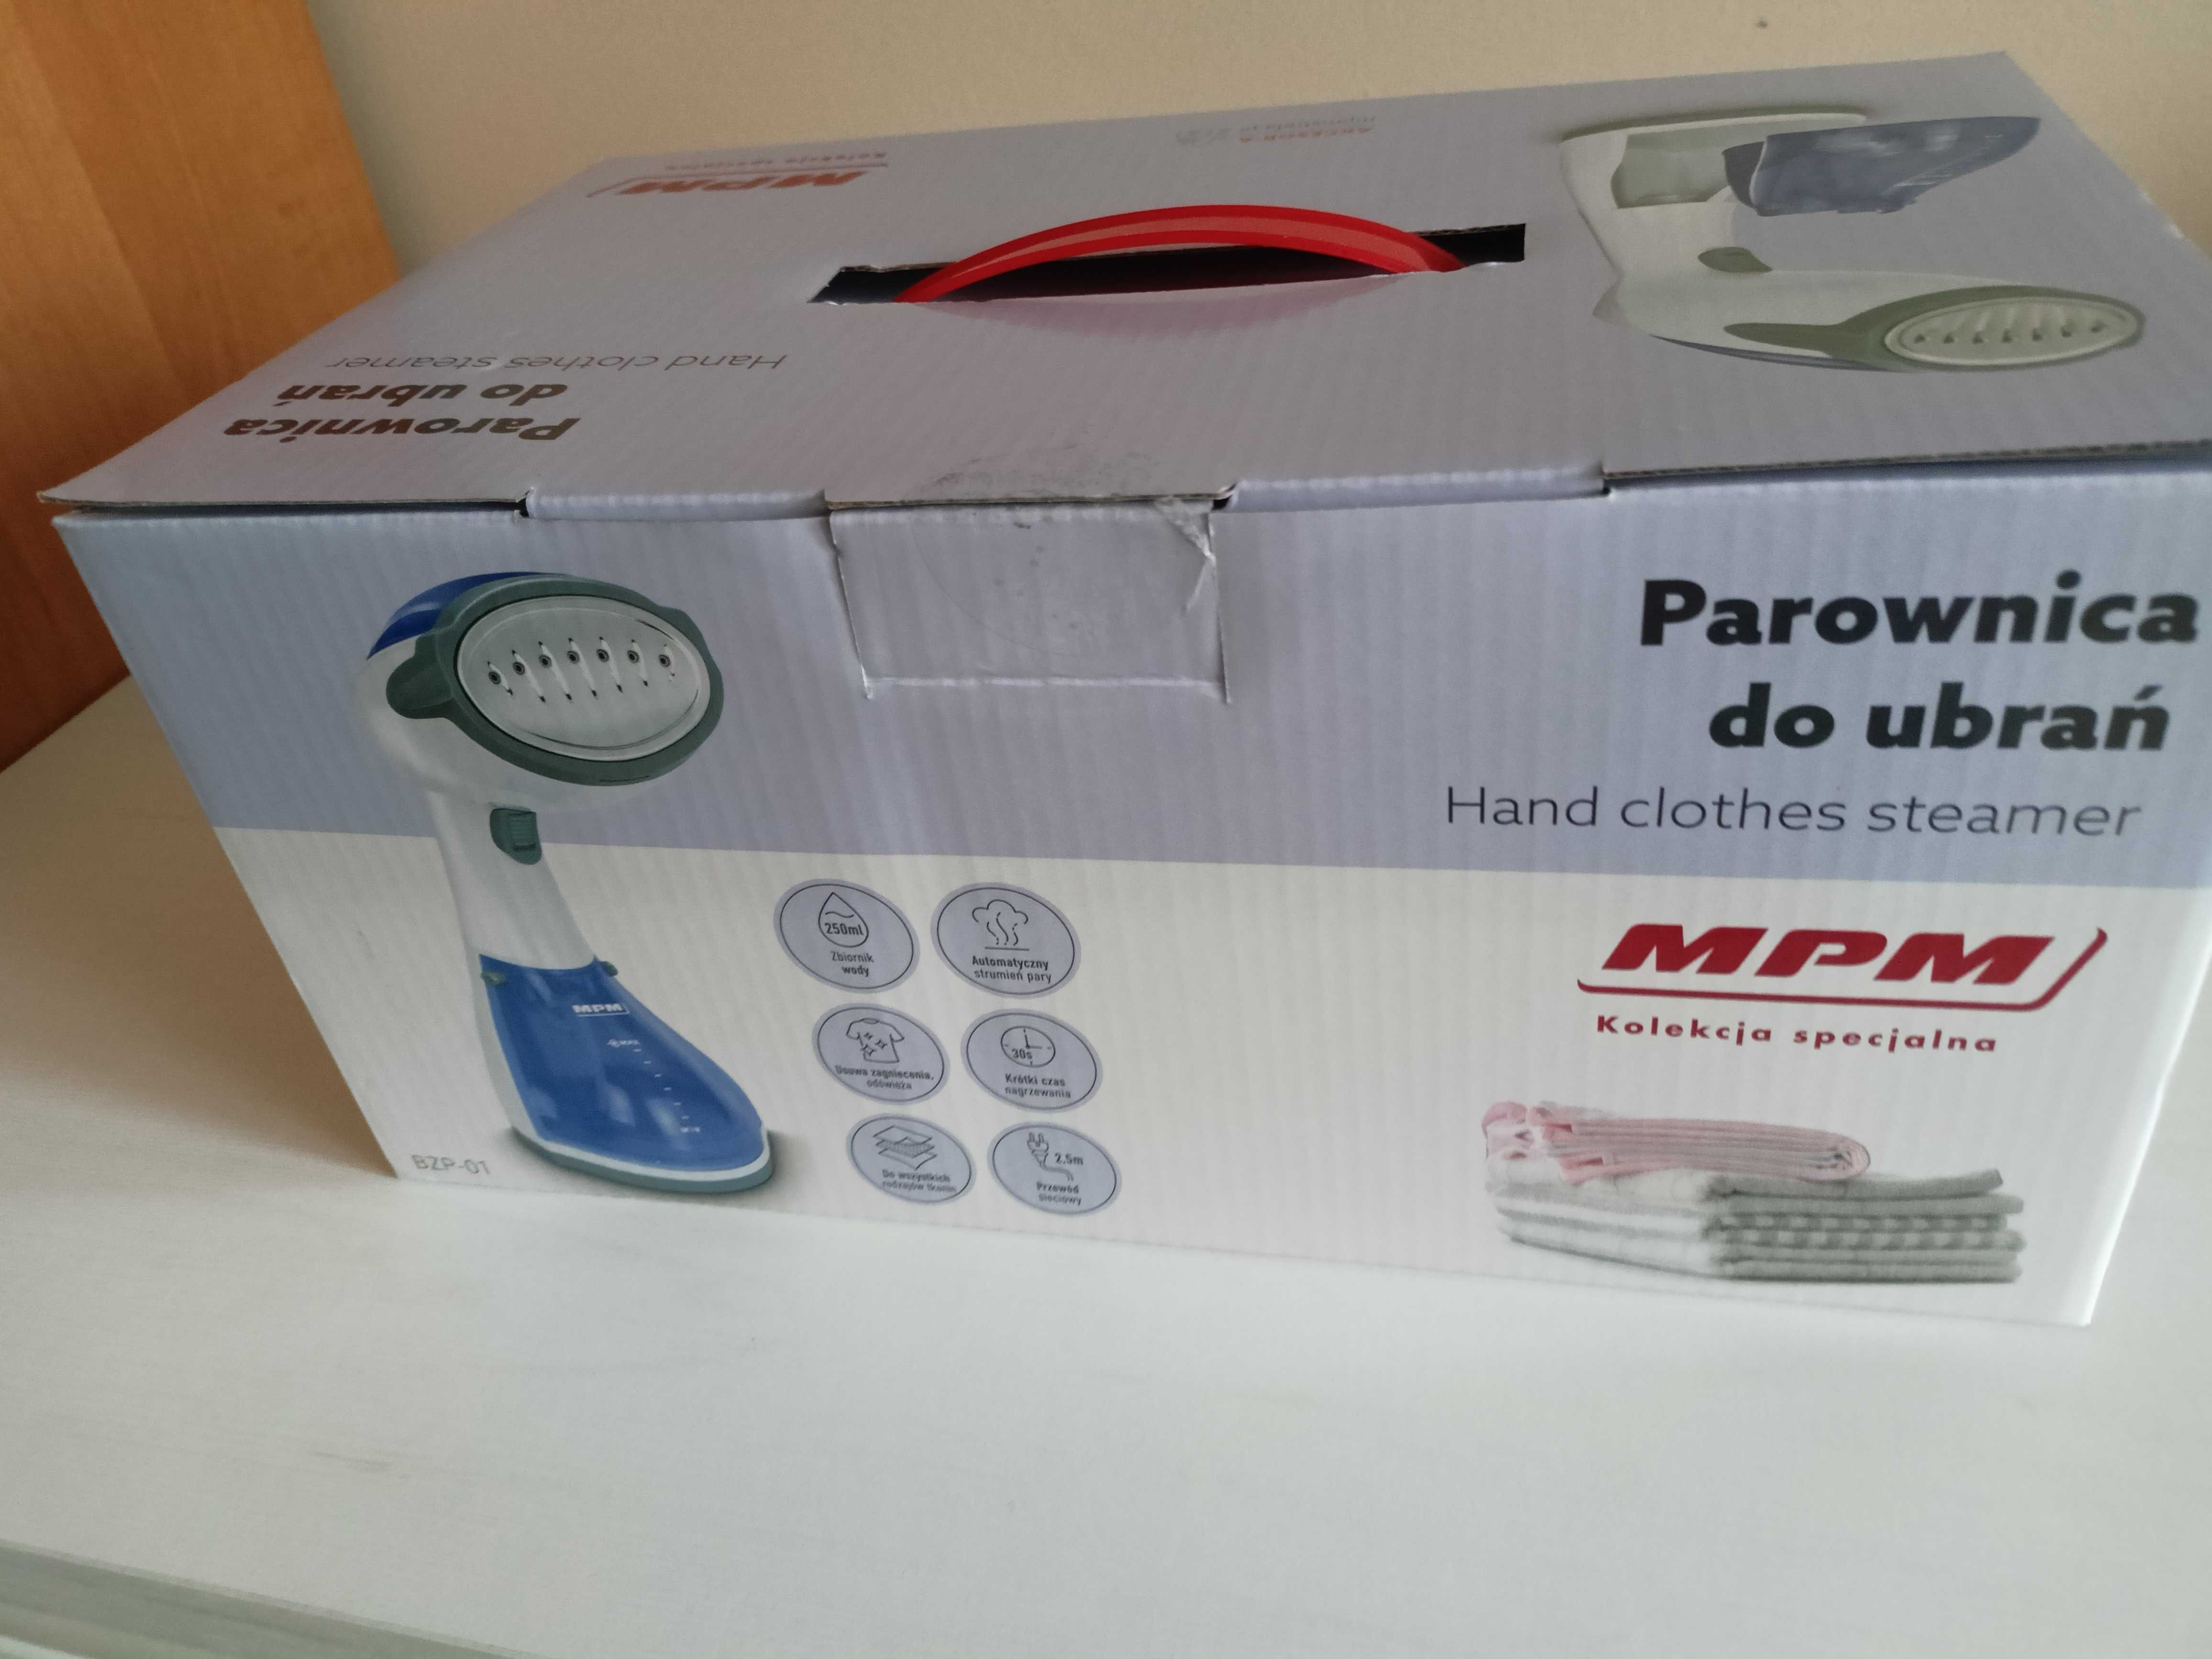 MPM
Kolekcja specjalna
Hand clothes steamer
Parownica
do ubrań
Parownica
do ubrań
Hand clothes steamer
MPM
Kolekcja specjalna
250ml
Zbiornik
wody
Automatyczny
strumień pary
Usuwa zagniecenia,
odświeża
30s
Krótki czas
nagrzewania
Do wszystkich
rodzajów tkanin
2,5m
Przewód
sieciowy
MPM
MAX
BZP-01